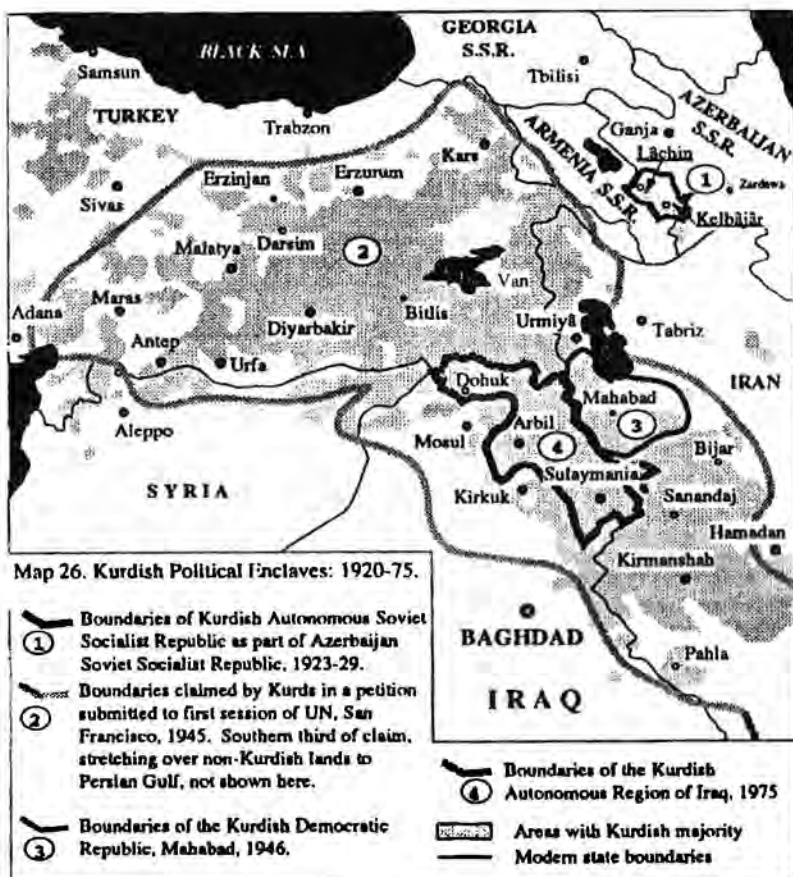 BLACK SEA
GEORGIA
S.S.R.
Samsun
Tbilisi
TURKEY
Trabzon
AZERBAIJAN
S.S.R.
ARMENIA S.S.R.
Ganja
Lâchin
1
Zardawa
Kelbâjâr
Kars
Erzinjan
Erzurum
Sivas
Darsim
2
Malatya
Van
Adana
Maras
Diyarbakir
Bitlis
Urmiyâ
Tabriz
Antep
Urfa
IRAN
Dohuk
Mahabad
3
Aleppo
Mosul
Arbil
4
Bijar
SYRIA
Kirkuk
Sulaymania
Sanandaj
Hamadan
Kirmanshah
BAGHDAD
Pahla
IRAQ
Map 26. Kurdish Political Enclaves: 1920-75.
1 Boundaries of Kurdish Autonomous Soviet
Socialist Republic as part of Azerbaijan
Soviet Socialist Republic, 1923-29.
2 Boundaries claimed by Kurds in a petition
submitted to first session of UN, San
Francisco, 1945. Southern third of claim,
stretching over non-Kurdish lands to
Persian Gulf, not shown here.
3 Boundaries of the Kurdish Democratic
Republic, Mahabad, 1946.
4 Boundaries of the Kurdish
Autonomous Region of Iraq, 1975
Areas with Kurdish majority
Modern state boundaries